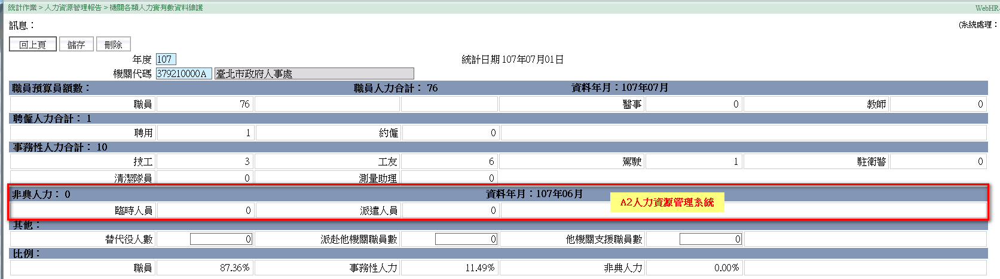 統計作業 > 人力資源管理報告 > 機關各類人力審有數資料維護 WebHR-
訊息： (系統處理：
回上頁 儲存 刪除
年度 107 統計日期 107年07月01日
機關代碼 379210000A 臺北市政府人事處
職員預算員額數： 職員人力合計： 76 資料年月：107年07月
職員 76 醫事 0 教師 0
聘僱人力合計： 1
聘用 1 約僱 0
事務性人力合計： 10
技工 3 工友 6 駕駛 1 駐衛警 0
清潔隊員 0 測量助理 0
非典人力： 0 資料年月：107年06月 A2人力資源管理系統
臨時人員 0 派遣人員 0
其他：
替代役人數 0 派赴他機關職員數 0 他機關支援職員數 0
比例：
職員 87.36% 事務性人力 11.49% 非典人力 0.00%